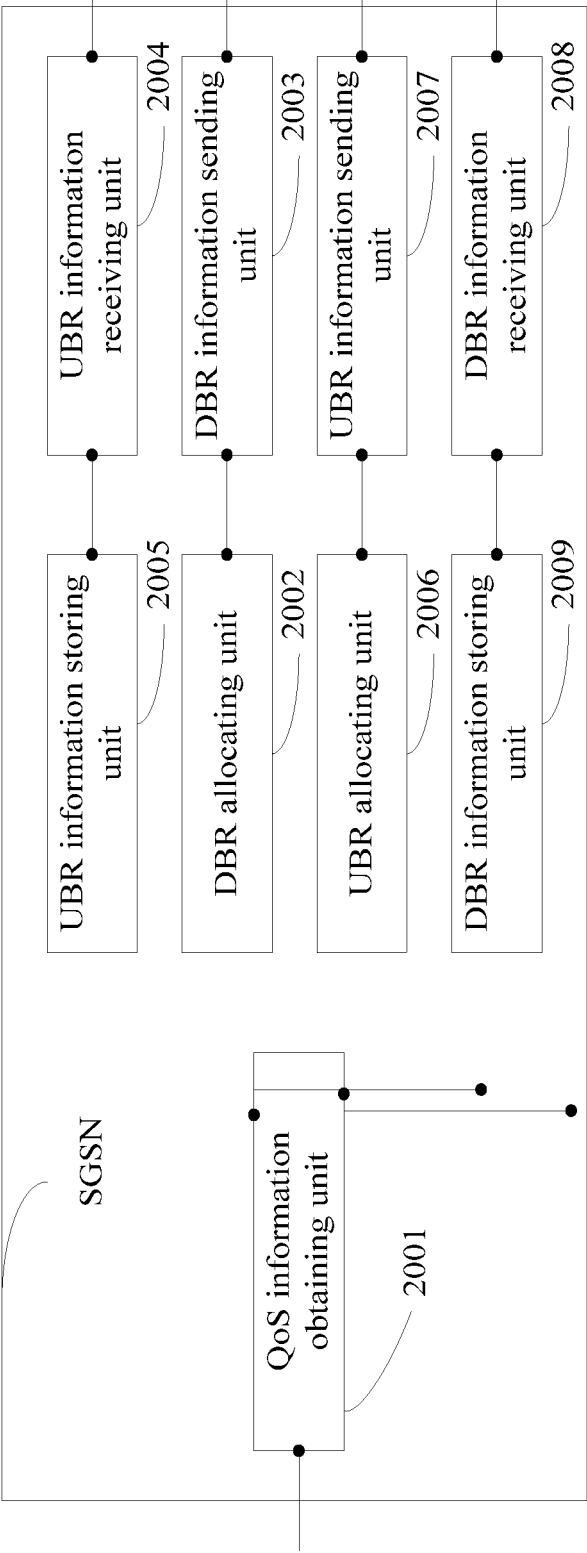 SGSN
QoS information
obtaining unit
2001
UBR information storing
unit
2005
UBR information
receiving unit
2004
DBR allocating unit
2002
DBR information sending
unit
2003
UBR allocating unit
2006
UBR information sending
unit
2007
DBR information storing
unit
2009
DBR information
receiving unit
2008